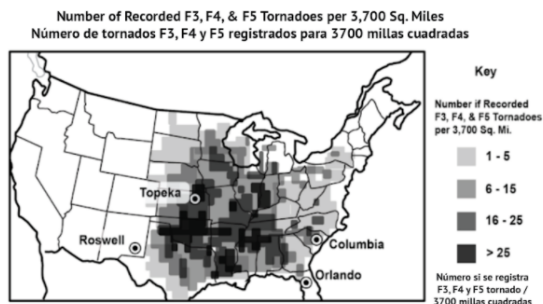 Number of Recorded F3, F4, & F5 Tornadoes per 3,700 Sq. Miles
Número de tornados F3, F4 y F5 registrados para 3700 millas cuadradas
Key
Number if Recorded
F3, F4, & F5 Tornadoes
per 3,700 Sq. Mi.
1 - 5
6 - 15
16 - 25
> 25
Número si se registra
F3, F4 y F5 tornado /
3700 millas cuadradas
Topeka
Roswell
Columbia
Orlando